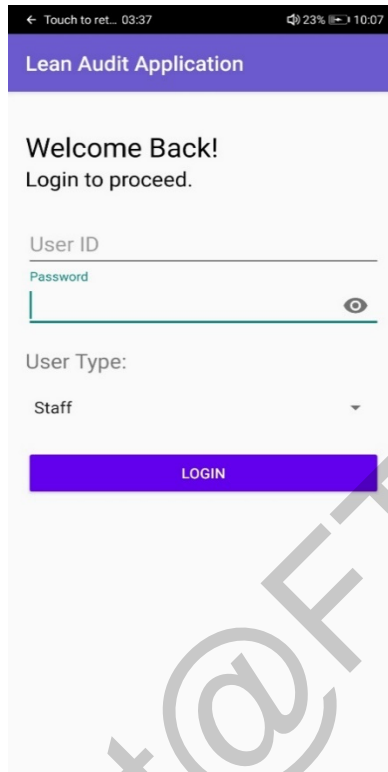 ← Touch to ret... 03:37 23% 10:07
Lean Audit Application
Welcome Back!
Login to proceed.
User ID
Password
User Type:
Staff
LOGIN
t@FT